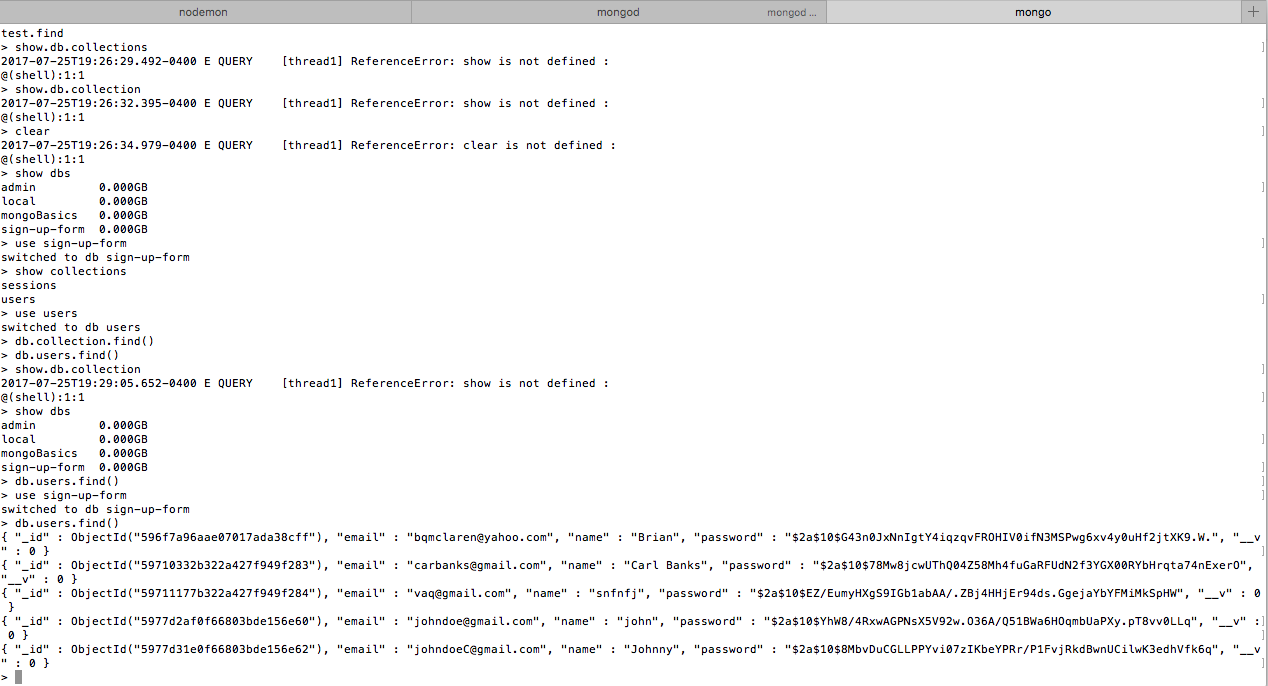 nodemon mongod mongod ... mongo +
test.find
> show.db.collections
2017-07-25T19:26:29.492-0400 E QUERY    [thread1] ReferenceError: show is not defined :
@(shell):1:1
> show.db.collection
2017-07-25T19:26:32.395-0400 E QUERY    [thread1] ReferenceError: show is not defined :
@(shell):1:1
> clear
2017-07-25T19:26:34.979-0400 E QUERY    [thread1] ReferenceError: clear is not defined :
@(shell):1:1
> show dbs
admin         0.000GB
local         0.000GB
mongoBasics   0.000GB
sign-up-form  0.000GB
> use sign-up-form
switched to db sign-up-form
> show collections
sessions
users
> use users
switched to db users
> db.collection.find()
> db.users.find()
> show.db.collection
2017-07-25T19:29:05.652-0400 E QUERY    [thread1] ReferenceError: show is not defined :
@(shell):1:1
> show dbs
admin         0.000GB
local         0.000GB
mongoBasics   0.000GB
sign-up-form  0.000GB
> db.users.find()
> use sign-up-form
switched to db sign-up-form
> db.users.find()
{ "_id" : ObjectId("596f7a96aae07017ada38cff"), "email" : "bqmclaren@yahoo.com", "name" : "Brian", "password" : "$2a$10$G43n0JxNnIgtY4iqzqvFROHIV0ifN3MSPwg6xv4y0uHf2jtXK9.W.", "__v
" : 0 }
{ "_id" : ObjectId("59710332b322a427f949f283"), "email" : "carbanks@gmail.com", "name" : "Carl Banks", "password" : "$2a$10$78Mw8jcwUThQ04Z58Mh4fuGaRFUdN2f3YGX00RYbHrqta74nExerO",
"__v" : 0 }
{ "_id" : ObjectId("59711177b322a427f949f284"), "email" : "vaq@gmail.com", "name" : "snfnfj", "password" : "$2a$10$EZ/EumyHXgS9IGb1abAA/.ZBj4HHjEr94ds.GgejaYbYFMiMkSpHW", "__v" : 0
 }
{ "_id" : ObjectId("5977d2af0f66803bde156e60"), "email" : "johndoe@gmail.com", "name" : "john", "password" : "$2a$10$YhW8/4RxwAGPNsX5V92w.O36A/Q51BWa6HOqmbUaPXy.pT8vv0LLq", "__v" :
 0 }
{ "_id" : ObjectId("5977d31e0f66803bde156e62"), "email" : "johndoeC@gmail.com", "name" : "Johnny", "password" : "$2a$10$8MbvDuCGLLPPYvi07zIKbeYPRr/P1FvjRkdBwnUCilwK3edhVfk6q", "__v
" : 0 }
>